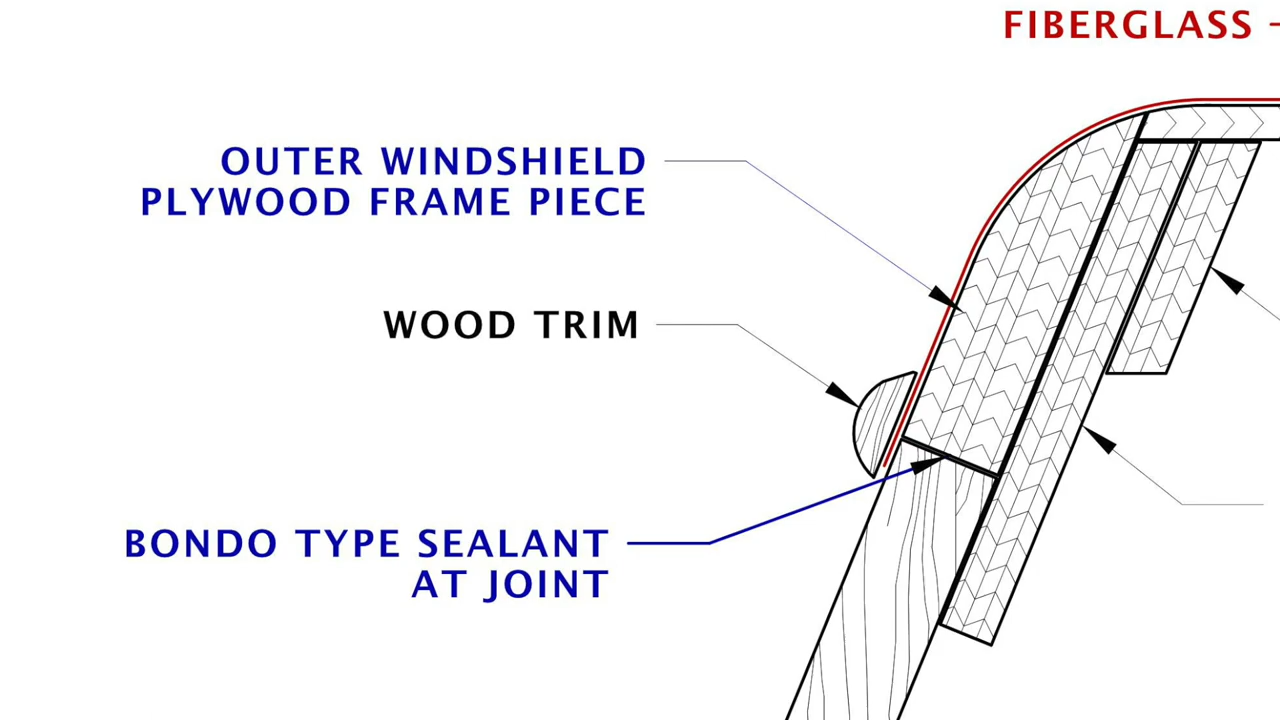 FIBERGLASS
OUTER WINDSHIELD
PLYWOOD FRAME PIECE
WOOD TRIM
BONDO TYPE SEALANT
AT JOINT